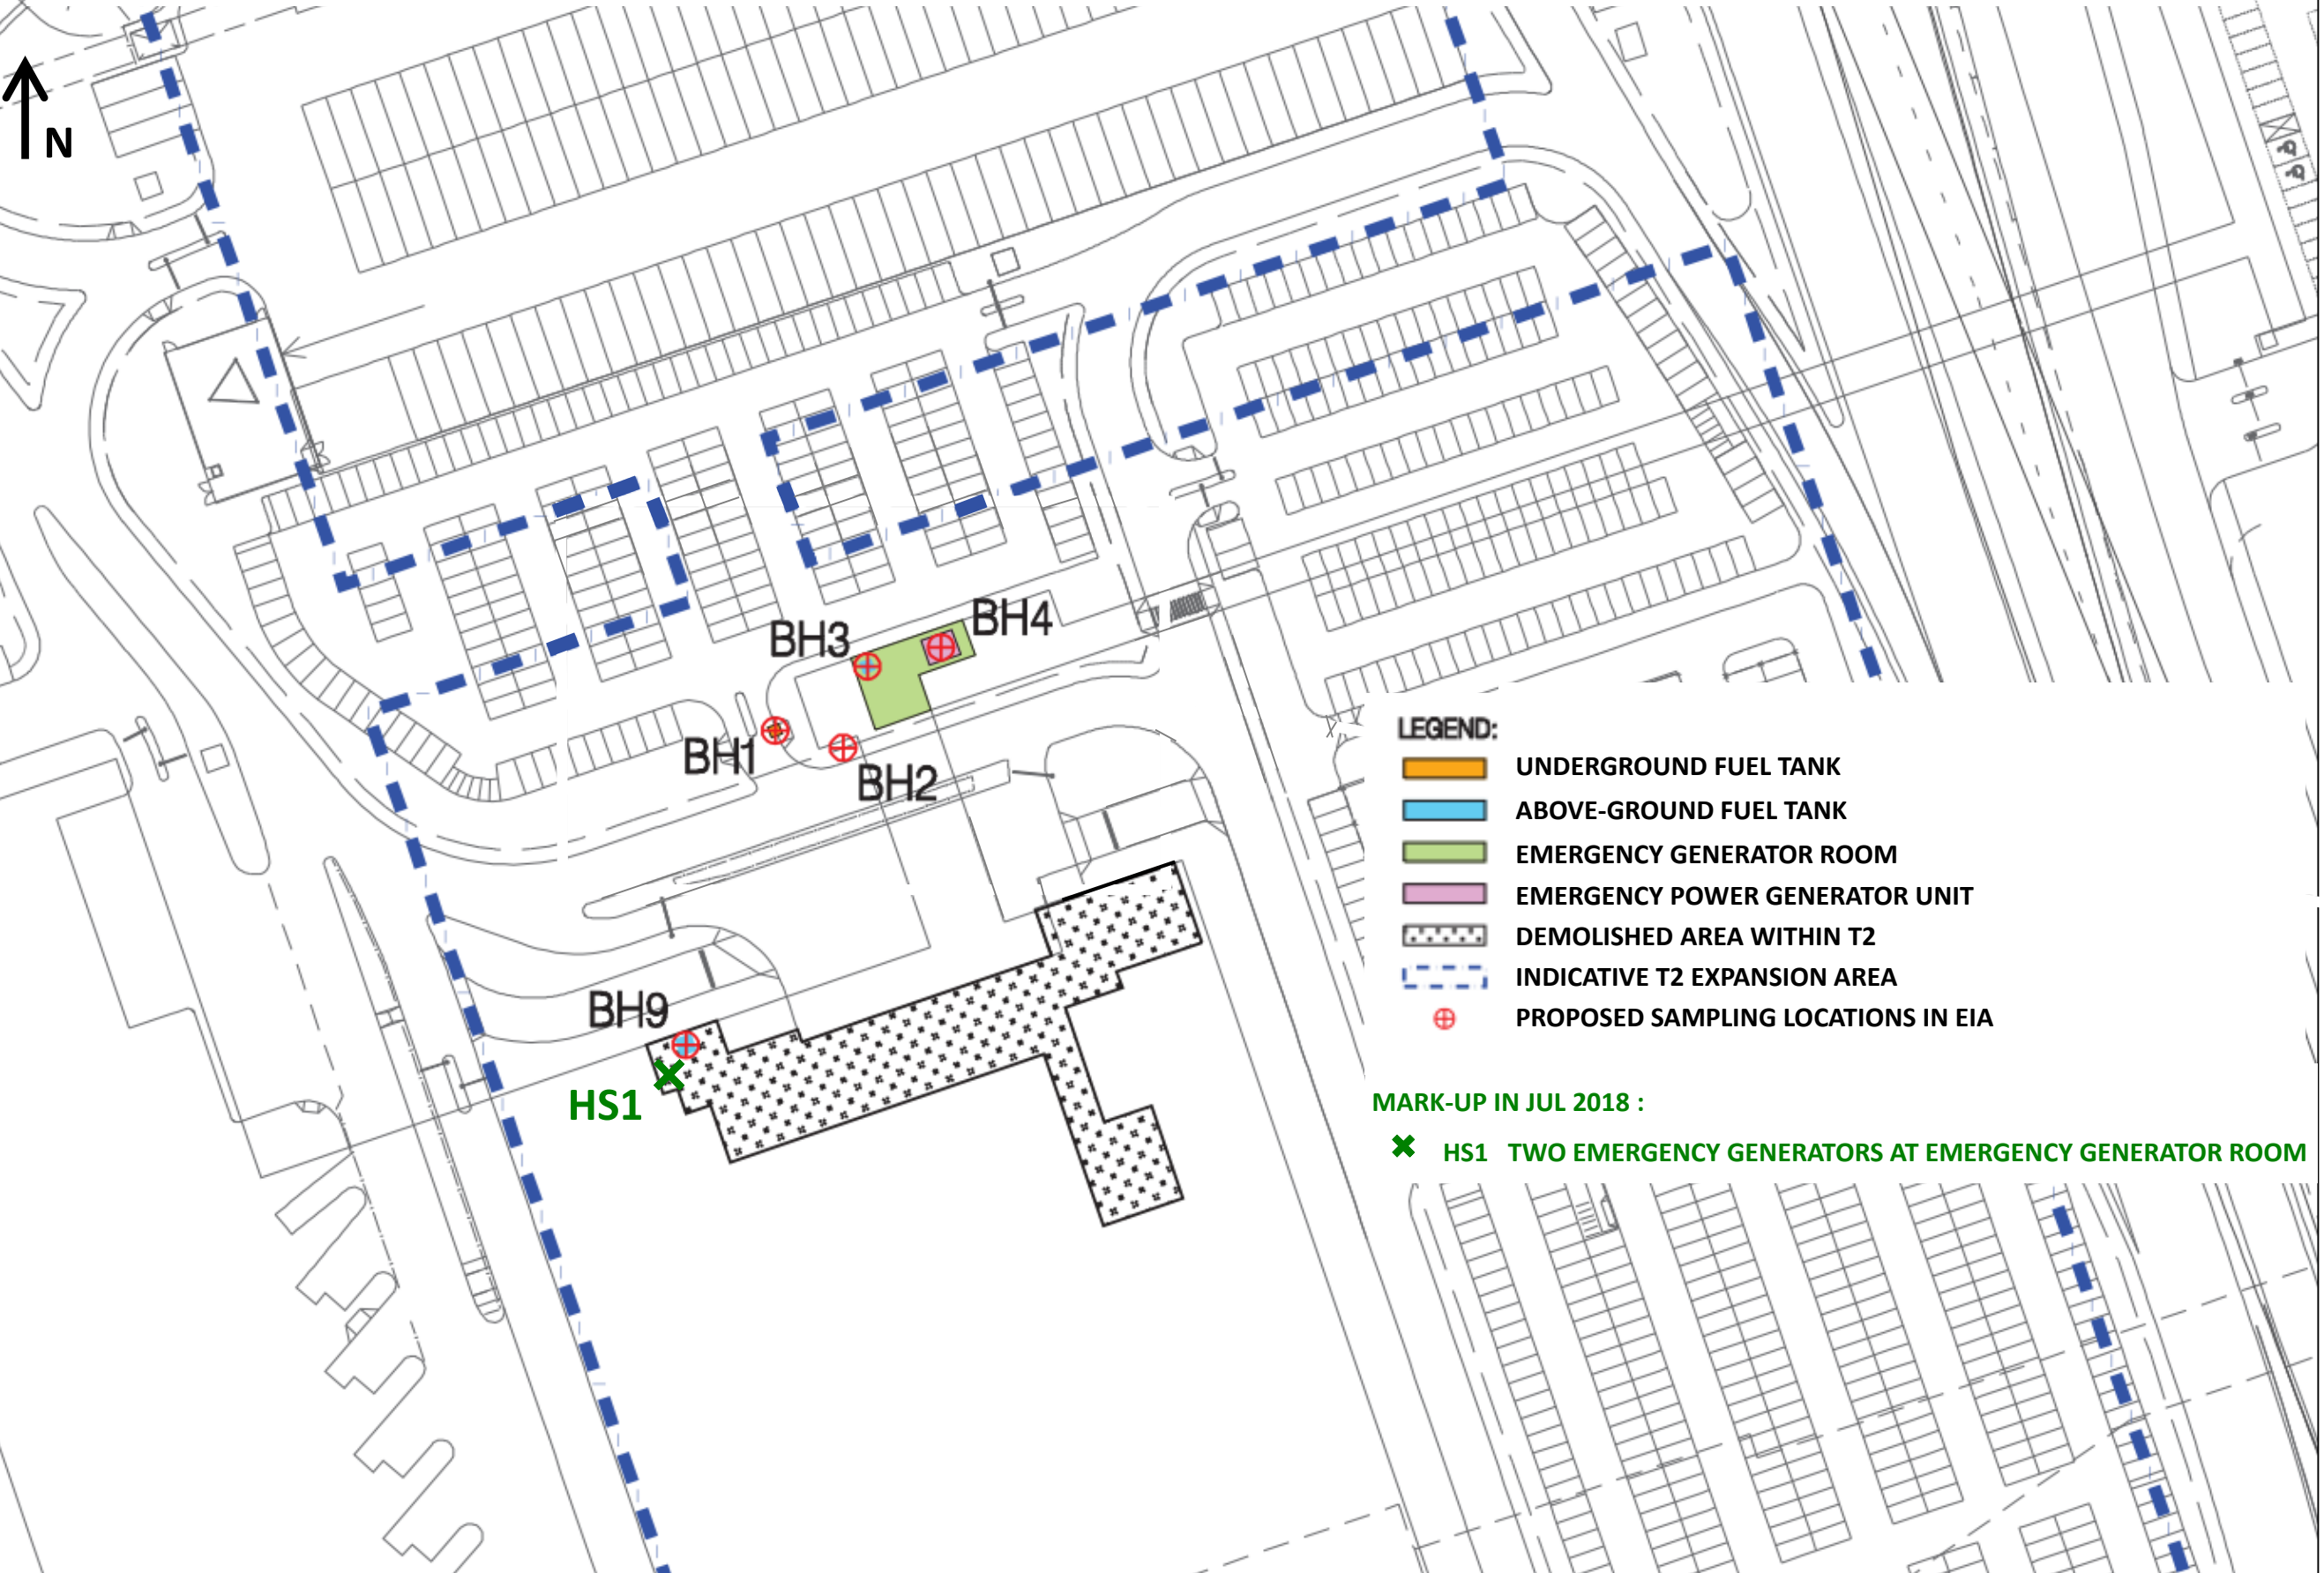 N
BH3
BH4
BH1
BH2
BH9
HS1
LEGEND:
UNDERGROUND FUEL TANK
ABOVE-GROUND FUEL TANK
EMERGENCY GENERATOR ROOM
EMERGENCY POWER GENERATOR UNIT
DEMOLISHED AREA WITHIN T2
INDICATIVE T2 EXPANSION AREA
PROPOSED SAMPLING LOCATIONS IN EIA
MARK-UP IN JUL 2018 :
HS1 TWO EMERGENCY GENERATORS AT EMERGENCY GENERATOR ROOM